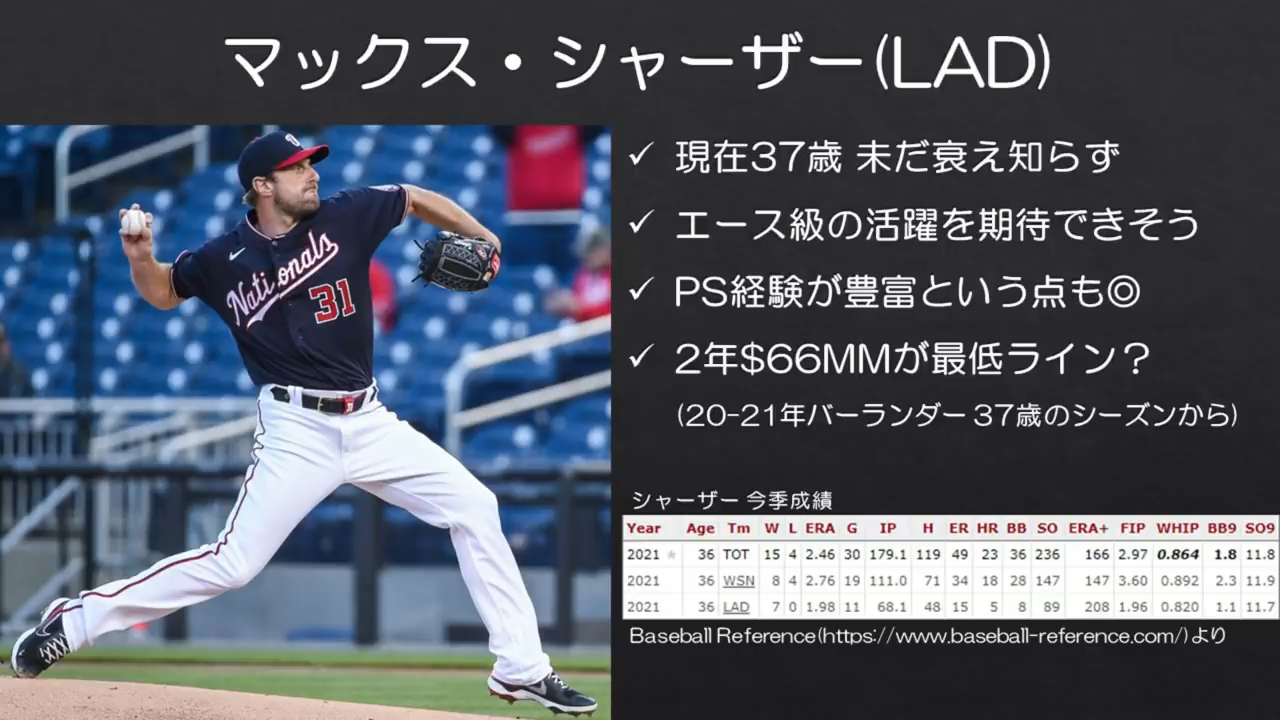 マックス・シャーザー(LAD)
✓ 現在37歳 未だ衰え知らず
✓ エース級の活躍を期待できそう
✓ PS経験が豊富という点も◎
✓ 2年$66MMが最低ライン？
(20-21年バーランダー 37歳のシーズンから)
Nationals
31
シャーザー 今季成績
Year Age Tm W L ERA G IP H ER HR BB SO ERA+ FIP WHIP BB9 SO9
2021 ★ 36 TOT 15 4 2.46 30 179.1 119 49 23 36 236 166 2.97 0.864 1.8 11.8
2021 36 WSN 8 4 2.76 19 111.0 71 34 18 28 147 147 3.60 0.892 2.3 11.9
2021 36 LAD 7 0 1.98 11 68.1 48 15 5 8 89 208 1.96 0.820 1.1 11.7
Baseball Reference(https://www.baseball-reference.com/)より